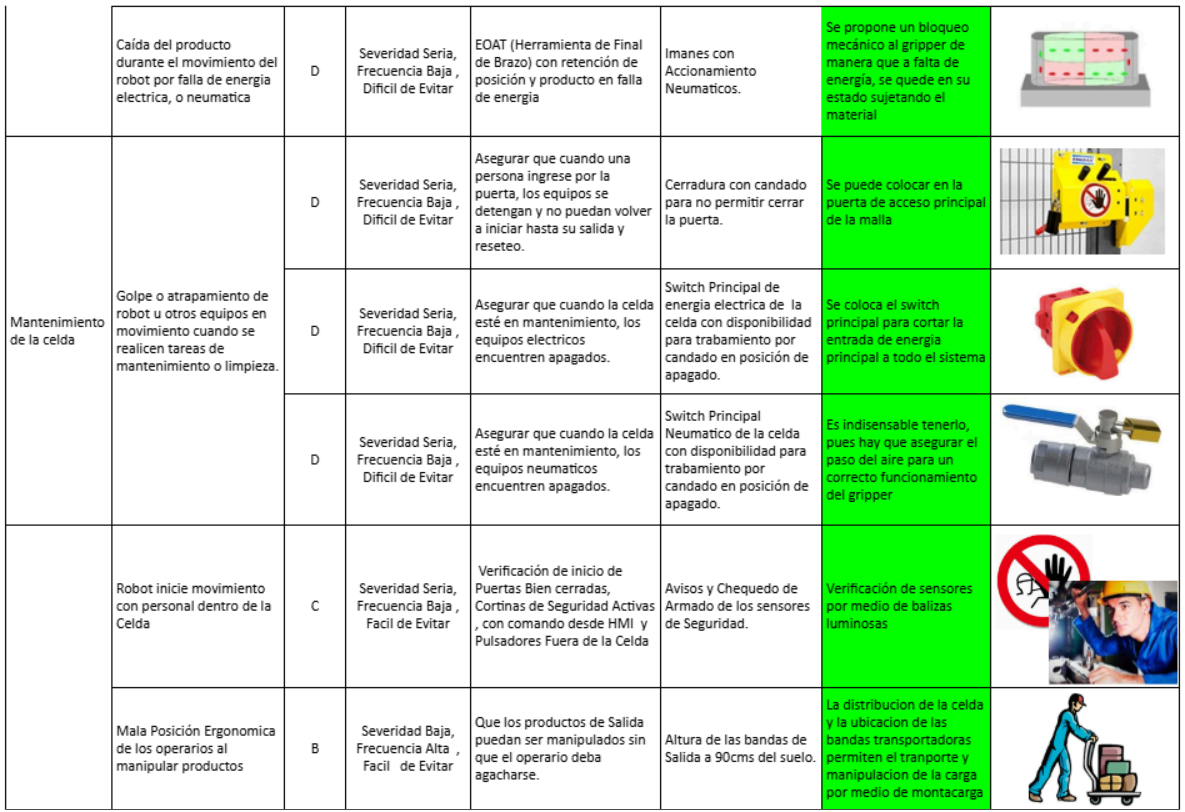 Caída del producto
durante el movimiento del
robot por falla de energia
electrica, o neumatica
D
Severidad Seria,
Frecuencia Baja ,
Dificil de Evitar
EOAT (Herramienta de Final
de Brazo) con retención de
posición y producto en falla
de energia
Imanes con
Accionamiento
Neumaticos.
Se propone un bloqueo
mecánico al gripper de
manera que a falta de
energía, se quede en su
estado sujetando el
material
Mantenimiento
de la celda
Golpe o atrapamiento de
robot u otros equipos en
movimiento cuando se
realicen tareas de
mantenimiento o limpieza.
D
Severidad Seria,
Frecuencia Baja ,
Dificil de Evitar
Asegurar que cuando una
persona ingrese por la
puerta, los equipos se
detengan y no puedan volver
a iniciar hasta su salida y
reseteo.
Cerradura con candado
para no permitir cerrar
la puerta.
Se puede colocar en la
puerta de acceso principal
de la malla
D
Severidad Seria,
Frecuencia Baja ,
Dificil de Evitar
Asegurar que cuando la celda
esté en mantenimiento, los
equipos electricos
encuentren apagados.
Switch Principal de
energia electrica de la
celda con disponibilidad
para trabamiento por
candado en posición de
apagado.
Se coloca el switch
principal para cortar la
entrada de energia
principal a todo el sistema
D
Severidad Seria,
Frecuencia Baja ,
Dificil de Evitar
Asegurar que cuando la celda
esté en mantenimiento, los
equipos neumaticos
encuentren apagados.
Switch Principal
Neumatico de la celda
con disponibilidad para
trabamiento por
candado en posición de
apagado.
Es indisensable tenerlo,
pues hay que asegurar el
paso del aire para un
correcto funcionamiento
del gripper
Robot inicie movimiento
con personal dentro de la
Celda
C
Severidad Seria,
Frecuencia Baja ,
Facil de Evitar
Verificación de inicio de
Puertas Bien cerradas,
Cortinas de Seguridad Activas
, con comando desde HMI y
Pulsadores Fuera de la Celda
Avisos y Chequedo de
Armado de los sensores
de Seguridad.
Verificación de sensores
por medio de balizas
luminosas
Mala Posición Ergonomica
de los operarios al
manipular productos
B
Severidad Baja,
Frecuencia Alta ,
Facil de Evitar
Que los productos de Salida
puedan ser manipulados sin
que el operario deba
agacharse.
Altura de las bandas de
Salida a 90cms del suelo.
La distribucion de la celda
y la ubicacion de las
bandas transportadoras
permiten el tranporte y
manipulacion de la carga
por medio de montacarga